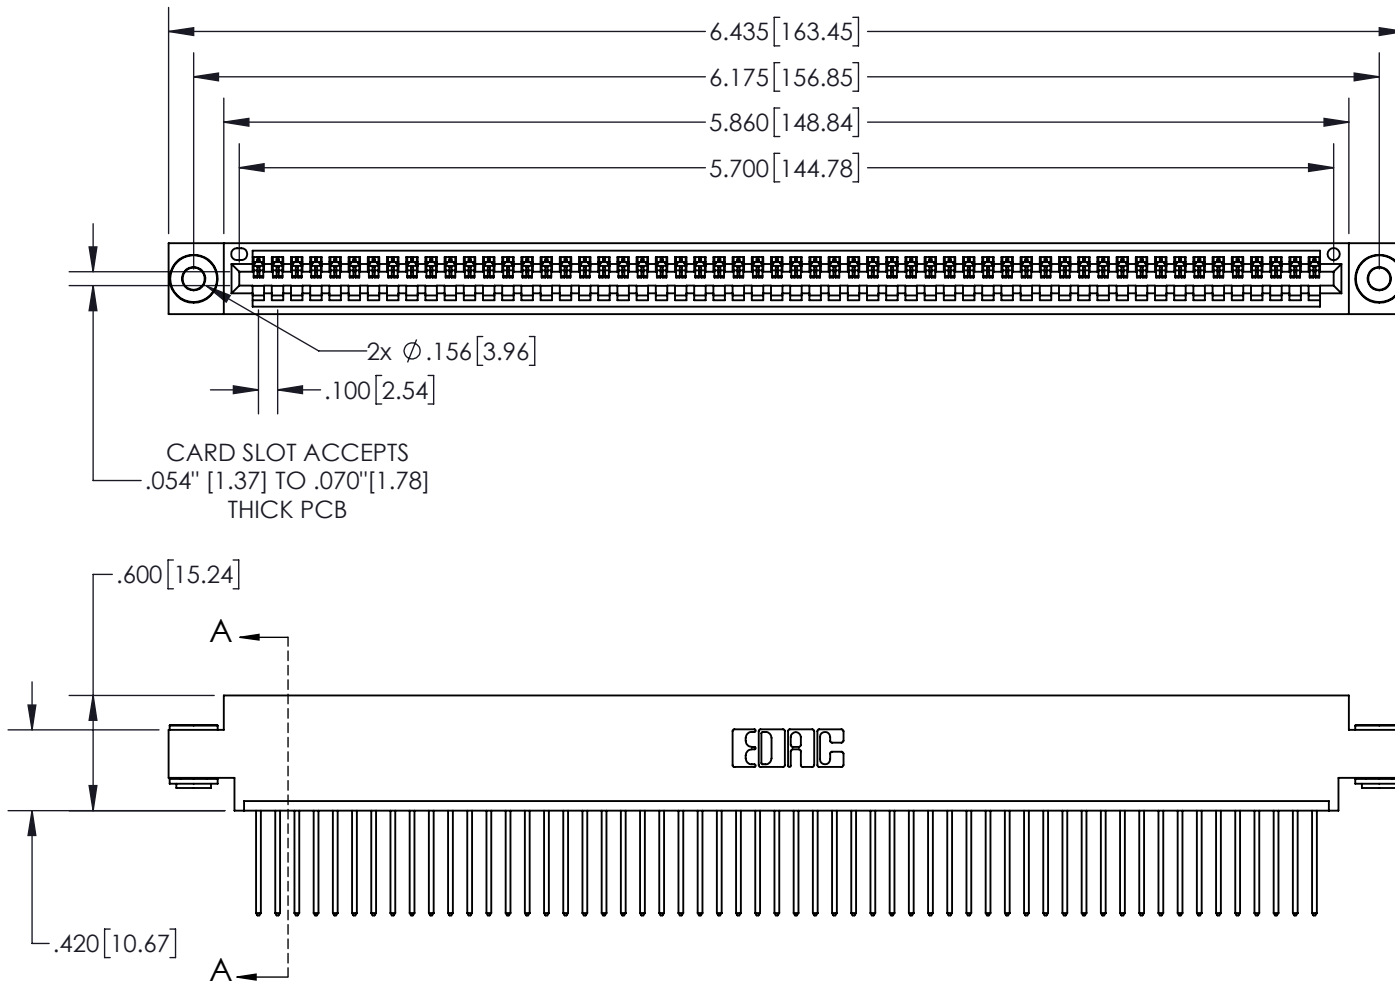 6.435[163.45]
6.175[156.85]
5.860[148.84]
5.700[144.78]
2x Ø.156[3.96]
.100[2.54]
CARD SLOT ACCEPTS
.054" [1.37] TO .070"[1.78]
THICK PCB
.600[15.24]
A
EDAC
.420[10.67]
A